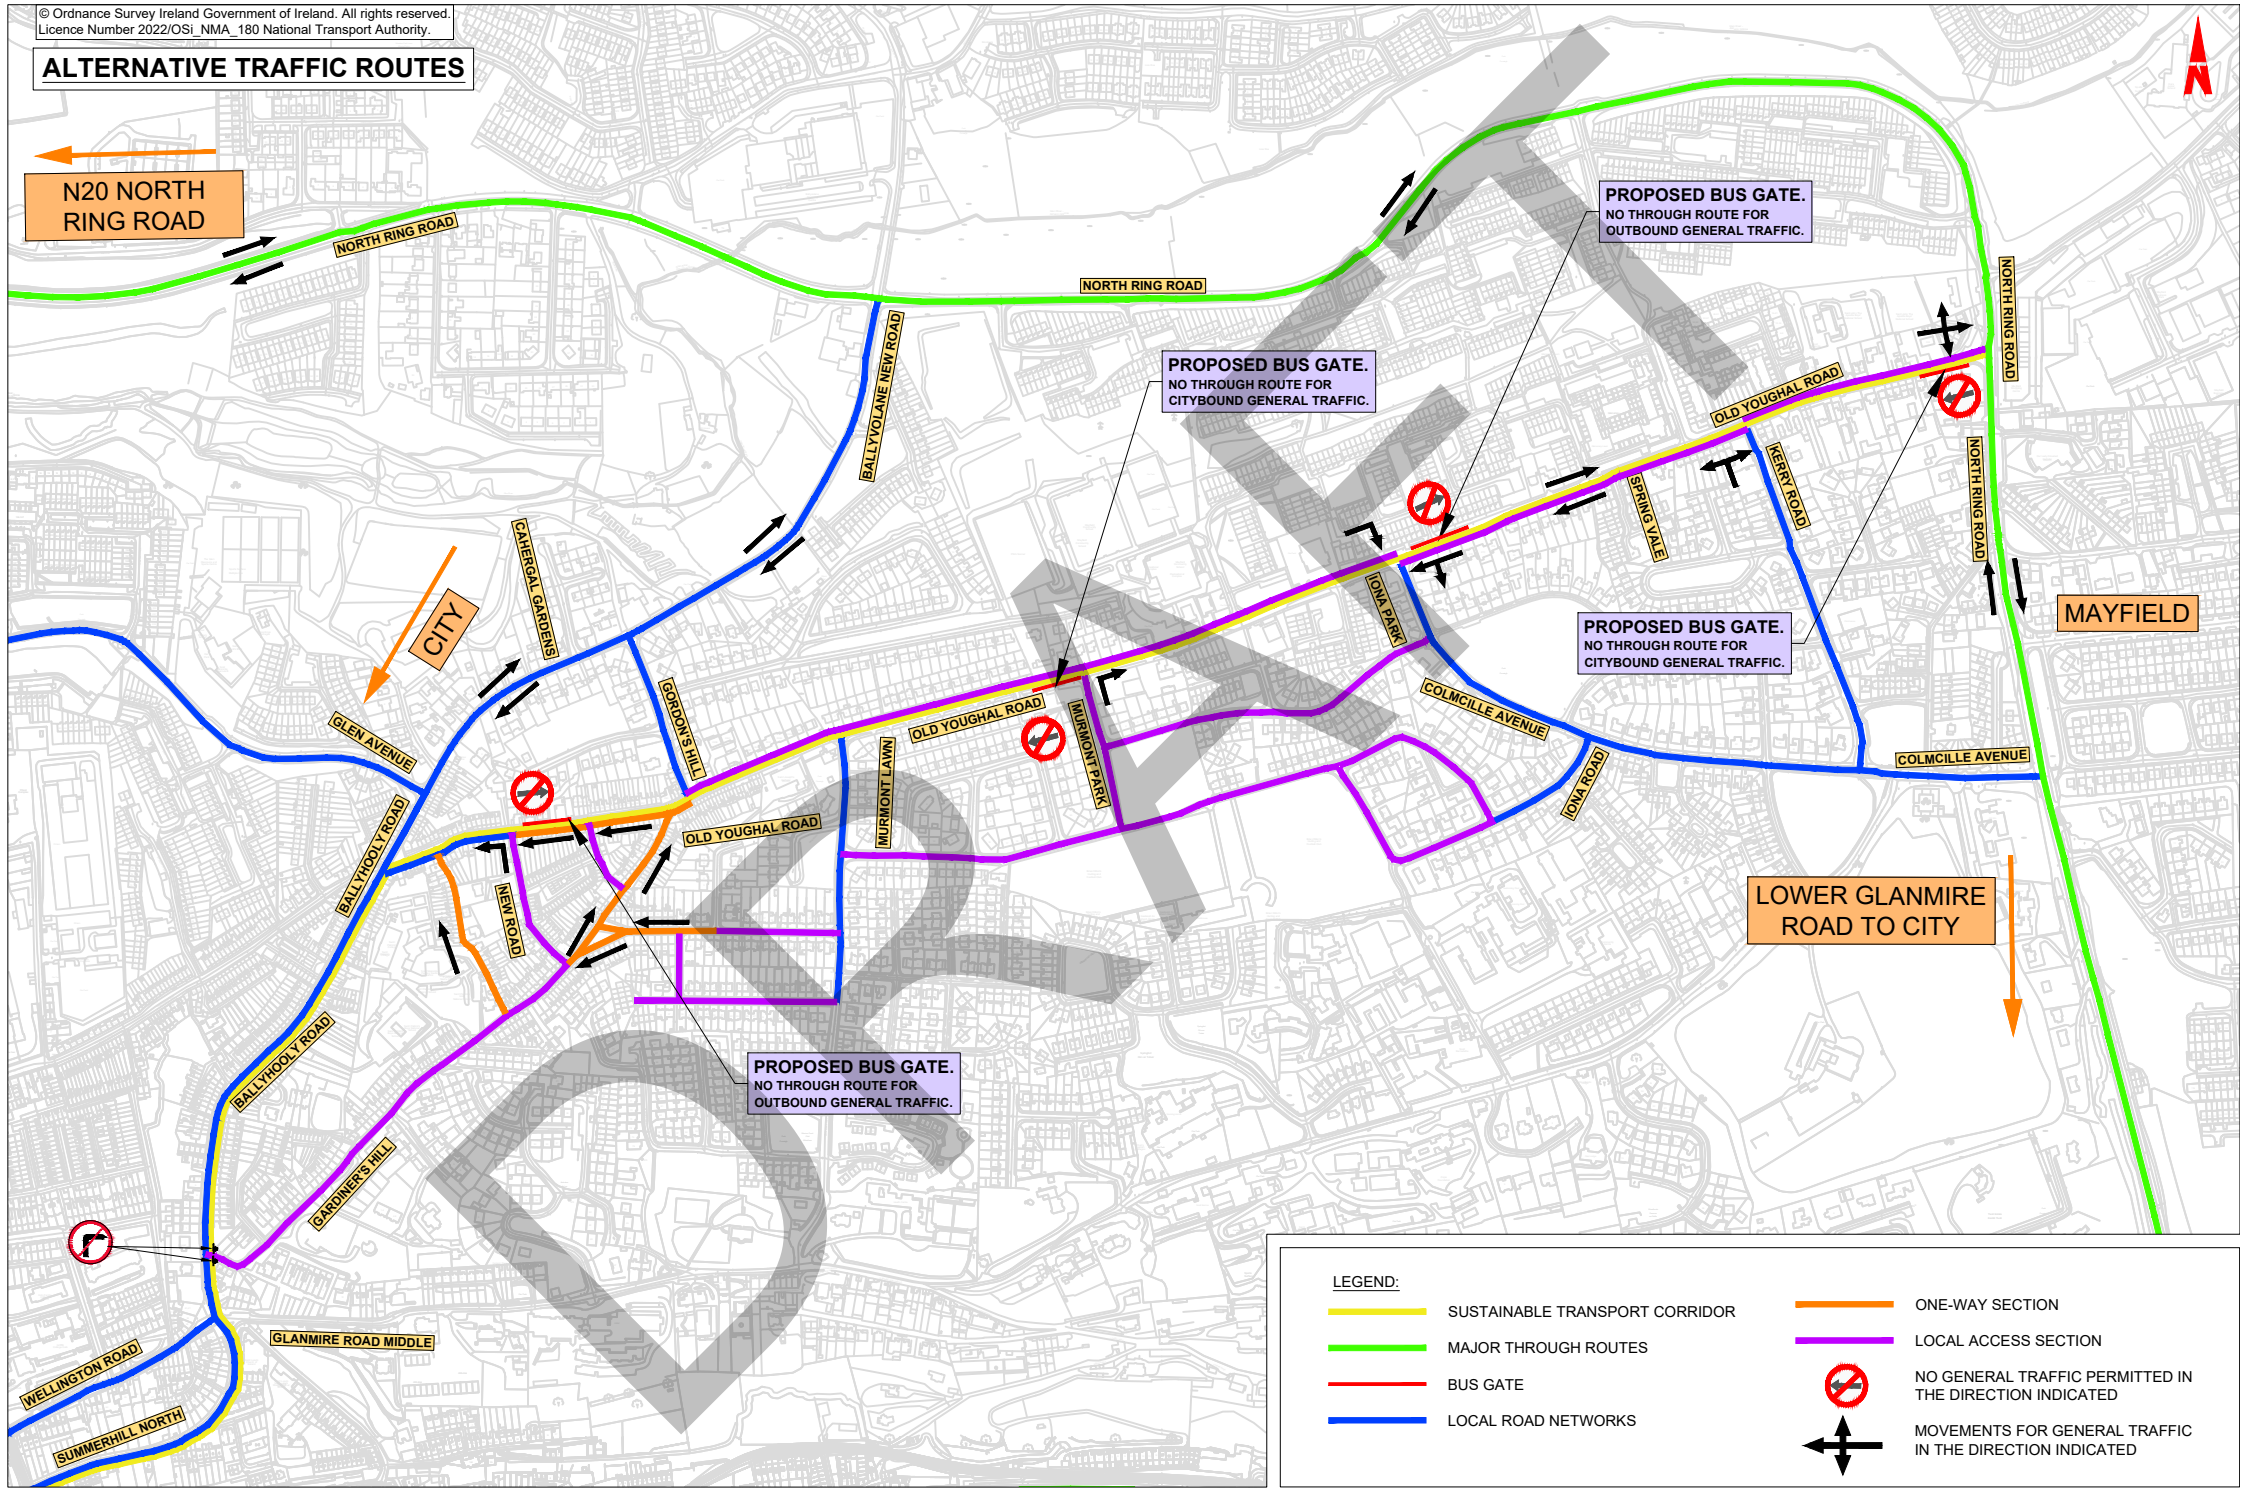 © Ordnance Survey Ireland Government of Ireland. All rights reserved.
Licence Number 2022/OSi_NMA_180 National Transport Authority.
ALTERNATIVE TRAFFIC ROUTES
N
N20 NORTH
RING ROAD
NORTH RING ROAD
NORTH RING ROAD
PROPOSED BUS GATE.
NO THROUGH ROUTE FOR
OUTBOUND GENERAL TRAFFIC.
NORTH RING ROAD
BALLYVOLANE NEW ROAD
PROPOSED BUS GATE.
NO THROUGH ROUTE FOR
CITYBOUND GENERAL TRAFFIC.
OLD YOUGHAL ROAD
KERRY ROAD
SPRING VALE
NORTH RING ROAD
CAHERGAL GARDENS
CITY
IONA PARK
PROPOSED BUS GATE.
NO THROUGH ROUTE FOR
CITYBOUND GENERAL TRAFFIC.
MAYFIELD
GLEN AVENUE
GORDON'S HILL
OLD YOUGHAL ROAD
MURMONT PARK
COLMCILLE AVENUE
COLMCILLE AVENUE
IONA ROAD
MURMONT LAWN
BALLYHOOLY ROAD
OLD YOUGHAL ROAD
NEW ROAD
LOWER GLANMIRE
ROAD TO CITY
BALLYHOOLY ROAD
PROPOSED BUS GATE.
NO THROUGH ROUTE FOR
OUTBOUND GENERAL TRAFFIC.
GARDINER'S HILL
GLANMIRE ROAD MIDDLE
WELLINGTON ROAD
SUMMERHILL NORTH
DRAFT
LEGEND:
SUSTAINABLE TRANSPORT CORRIDOR
MAJOR THROUGH ROUTES
BUS GATE
LOCAL ROAD NETWORKS
ONE-WAY SECTION
LOCAL ACCESS SECTION
NO GENERAL TRAFFIC PERMITTED IN
THE DIRECTION INDICATED
MOVEMENTS FOR GENERAL TRAFFIC
IN THE DIRECTION INDICATED